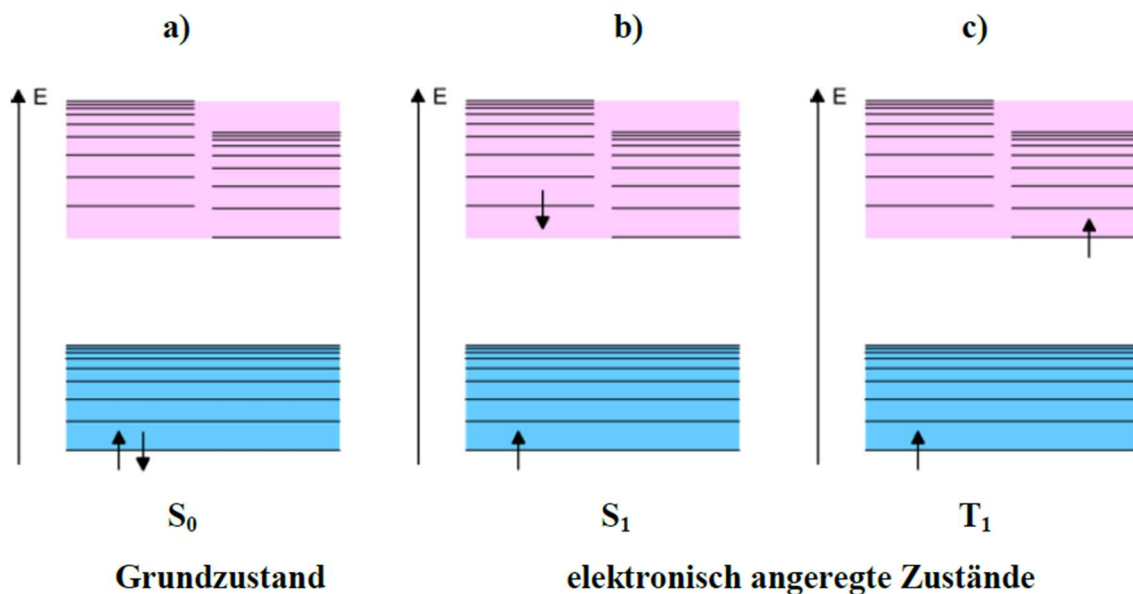 a) b) c)
E E E
S₀ S₁ T₁
Grundzustand elektronisch angeregte Zustände